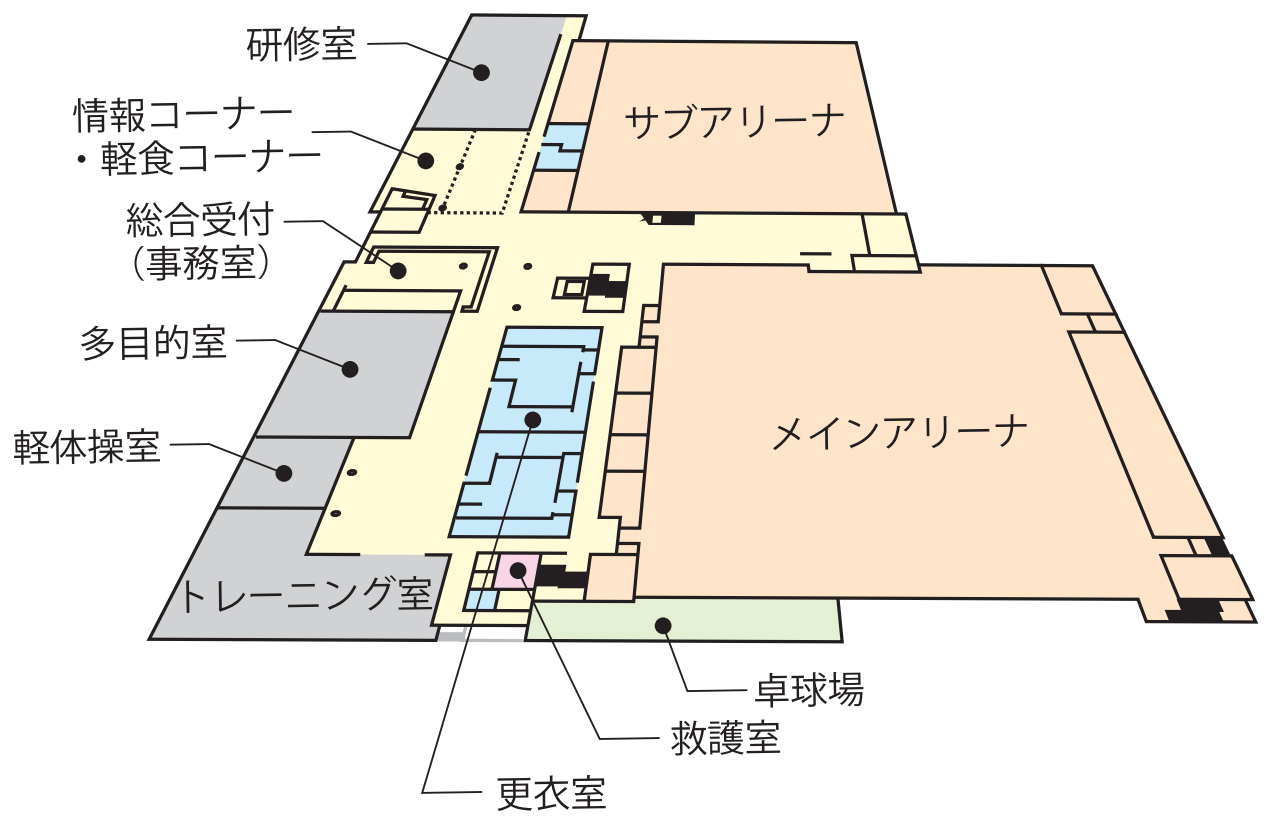 研修室
サブアリーナ
情報コーナー
・軽食コーナー
総合受付
（事務室）
多目的室
軽体操室
メインアリーナ
トレーニング室
卓球場
救護室
更衣室